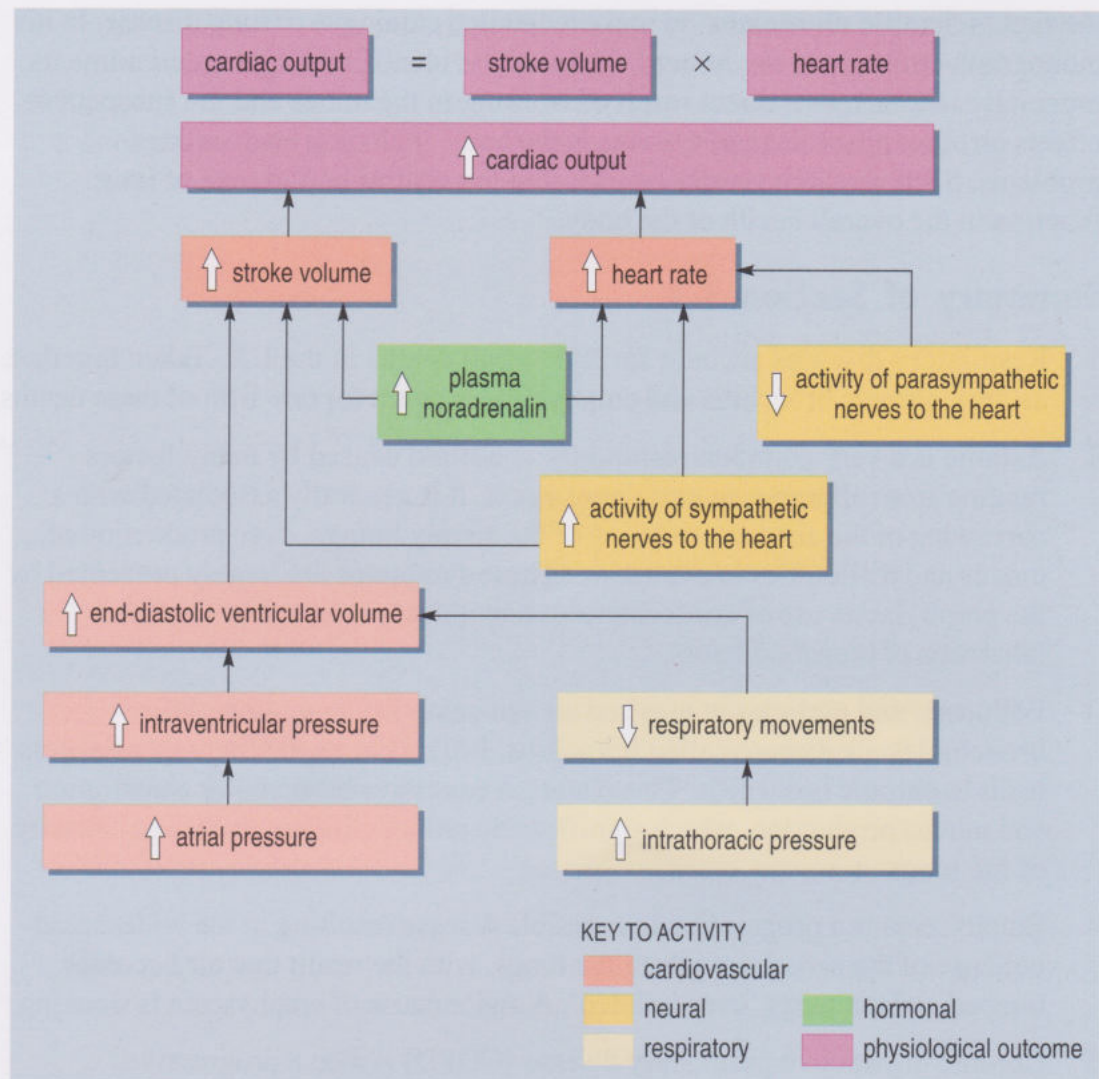 cardiac output = stroke volume × heart rate
↑ cardiac output
↑ stroke volume
↑ heart rate
↑ plasma
noradrenalin
↓ activity of parasympathetic
nerves to the heart
↑ activity of sympathetic
nerves to the heart
↑ end-diastolic ventricular volume
↑ intraventricular pressure
↓ respiratory movements
↑ atrial pressure
↑ intrathoracic pressure
KEY TO ACTIVITY
cardiovascular
neural
hormonal
respiratory
physiological outcome